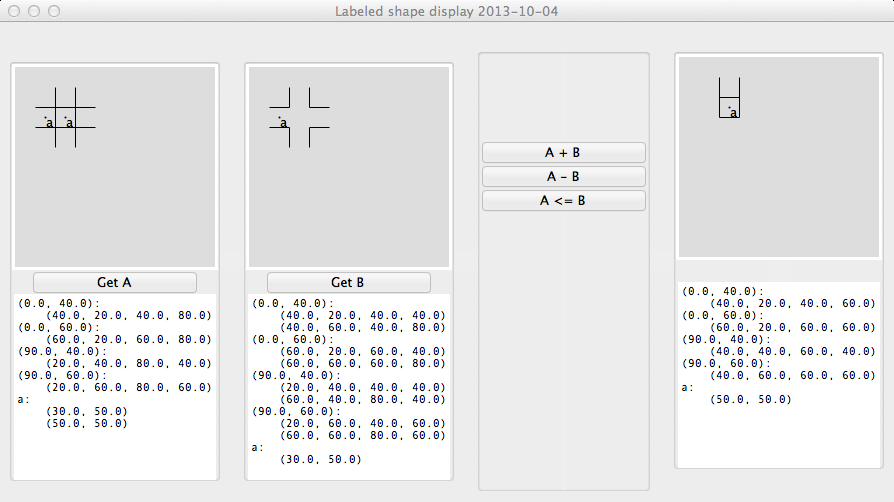 Labeled shape display 2013-10-04
a a
Get A
(0.0, 40.0):
(40.0, 20.0, 40.0, 80.0)
(0.0, 60.0):
(60.0, 20.0, 60.0, 80.0)
(90.0, 40.0):
(20.0, 40.0, 80.0, 40.0)
(90.0, 60.0):
(20.0, 60.0, 80.0, 60.0)
a:
(30.0, 50.0)
(50.0, 50.0)
a
Get B
(0.0, 40.0):
(40.0, 20.0, 40.0, 40.0)
(40.0, 60.0, 40.0, 80.0)
(0.0, 60.0):
(60.0, 20.0, 60.0, 40.0)
(60.0, 60.0, 60.0, 80.0)
(90.0, 40.0):
(20.0, 40.0, 40.0, 40.0)
(60.0, 40.0, 80.0, 40.0)
(90.0, 60.0):
(20.0, 60.0, 40.0, 60.0)
(60.0, 60.0, 80.0, 60.0)
a:
(30.0, 50.0)
A + B
A - B
A <= B
a
(0.0, 40.0):
(40.0, 20.0, 40.0, 60.0)
(0.0, 60.0):
(60.0, 20.0, 60.0, 60.0)
(90.0, 40.0):
(40.0, 40.0, 60.0, 40.0)
(90.0, 60.0):
(40.0, 60.0, 60.0, 60.0)
a:
(50.0, 50.0)